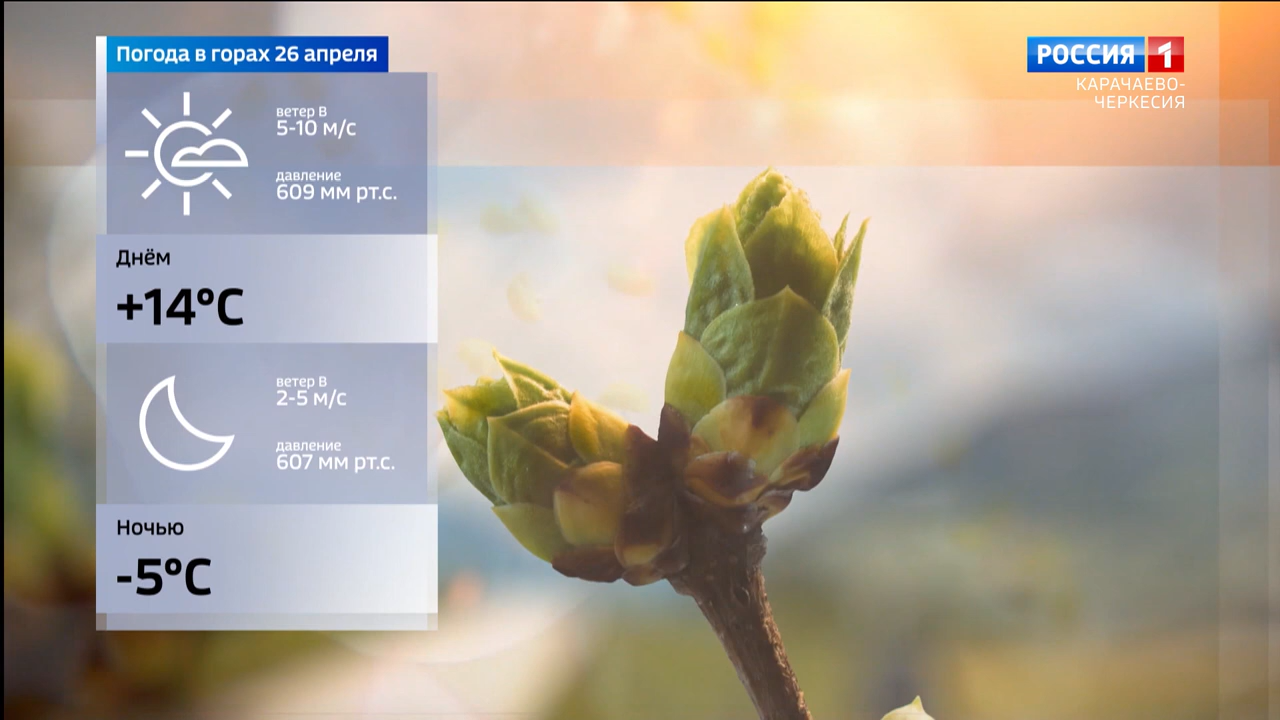 Погода в горах 26 апреля
РОССИЯ 1
КАРАЧАЕВО-
ЧЕРКЕСИЯ
ветер В
5-10 м/с
давление
609 мм рт.с.
Днём
+14°C
ветер В
2-5 м/с
давление
607 мм рт.с.
Ночью
-5°C